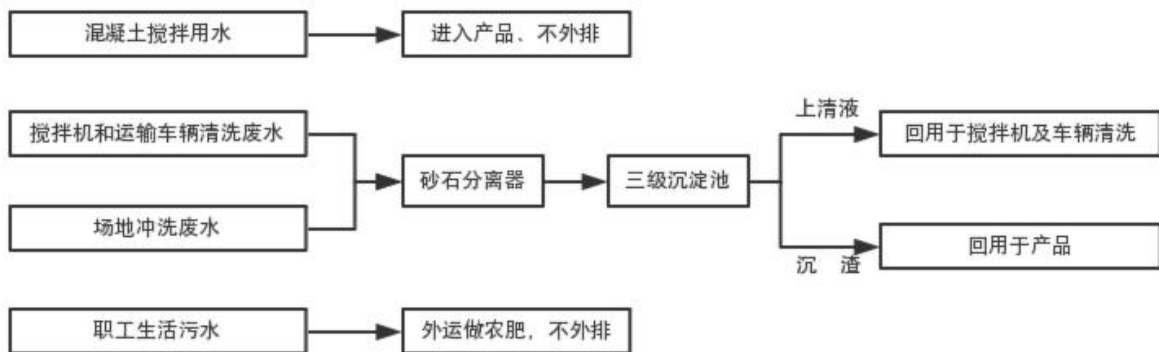 混凝土搅拌用水
进入产品、不外排
搅拌机和运输车辆清洗废水
场地冲洗废水
砂石分离器
三级沉淀池
上清液
回用于搅拌机及车辆清洗
沉 渣
回用于产品
职工生活污水
外运做农肥，不外排